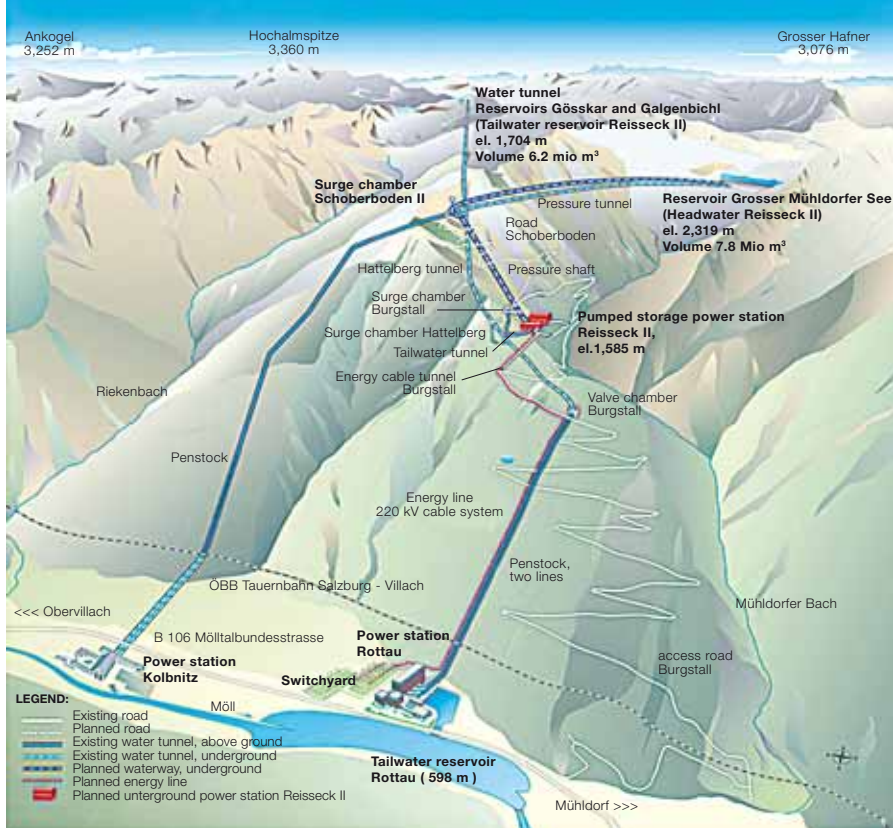 Ankogel
3,252 m
Hochalmspitze
3,360 m
Grosser Hafner
3,076 m
Water tunnel
Reservoirs Gösskar and Galgenbichl
(Tailwater reservoir Reisseck II)
el. 1,704 m
Volume 6.2 mio m³
Surge chamber
Schoberboden II
Pressure tunnel
Reservoir Grosser Mühldorfer See
(Headwater Reisseck II)
el. 2,319 m
Volume 7.8 Mio m³
Road
Schoberboden
Hattelberg tunnel
Pressure shaft
Surge chamber
Burgstall
Surge chamber Hattelberg
Tailwater tunnel
Pumped storage power station
Reisseck II,
el.1,585 m
Energy cable tunnel
Burgstall
Riekenbach
Valve chamber
Burgstall
Penstock
Energy line
220 kV cable system
Penstock,
two lines
ÖBB Tauernbahn Salzburg - Villach
Mühldorfer Bach
<<< Obervillach
B 106 Mölltalbundesstrasse
Power station
Rottau
access road
Burgstall
Power station
Kolbnitz
Switchyard
Möll
LEGEND:
Existing road
Planned road
Existing water tunnel, above ground
Existing water tunnel, underground
Planned waterway, underground
Planned energy line
Planned unterground power station Reisseck II
Tailwater reservoir
Rottau ( 598 m )
Mühldorf >>>